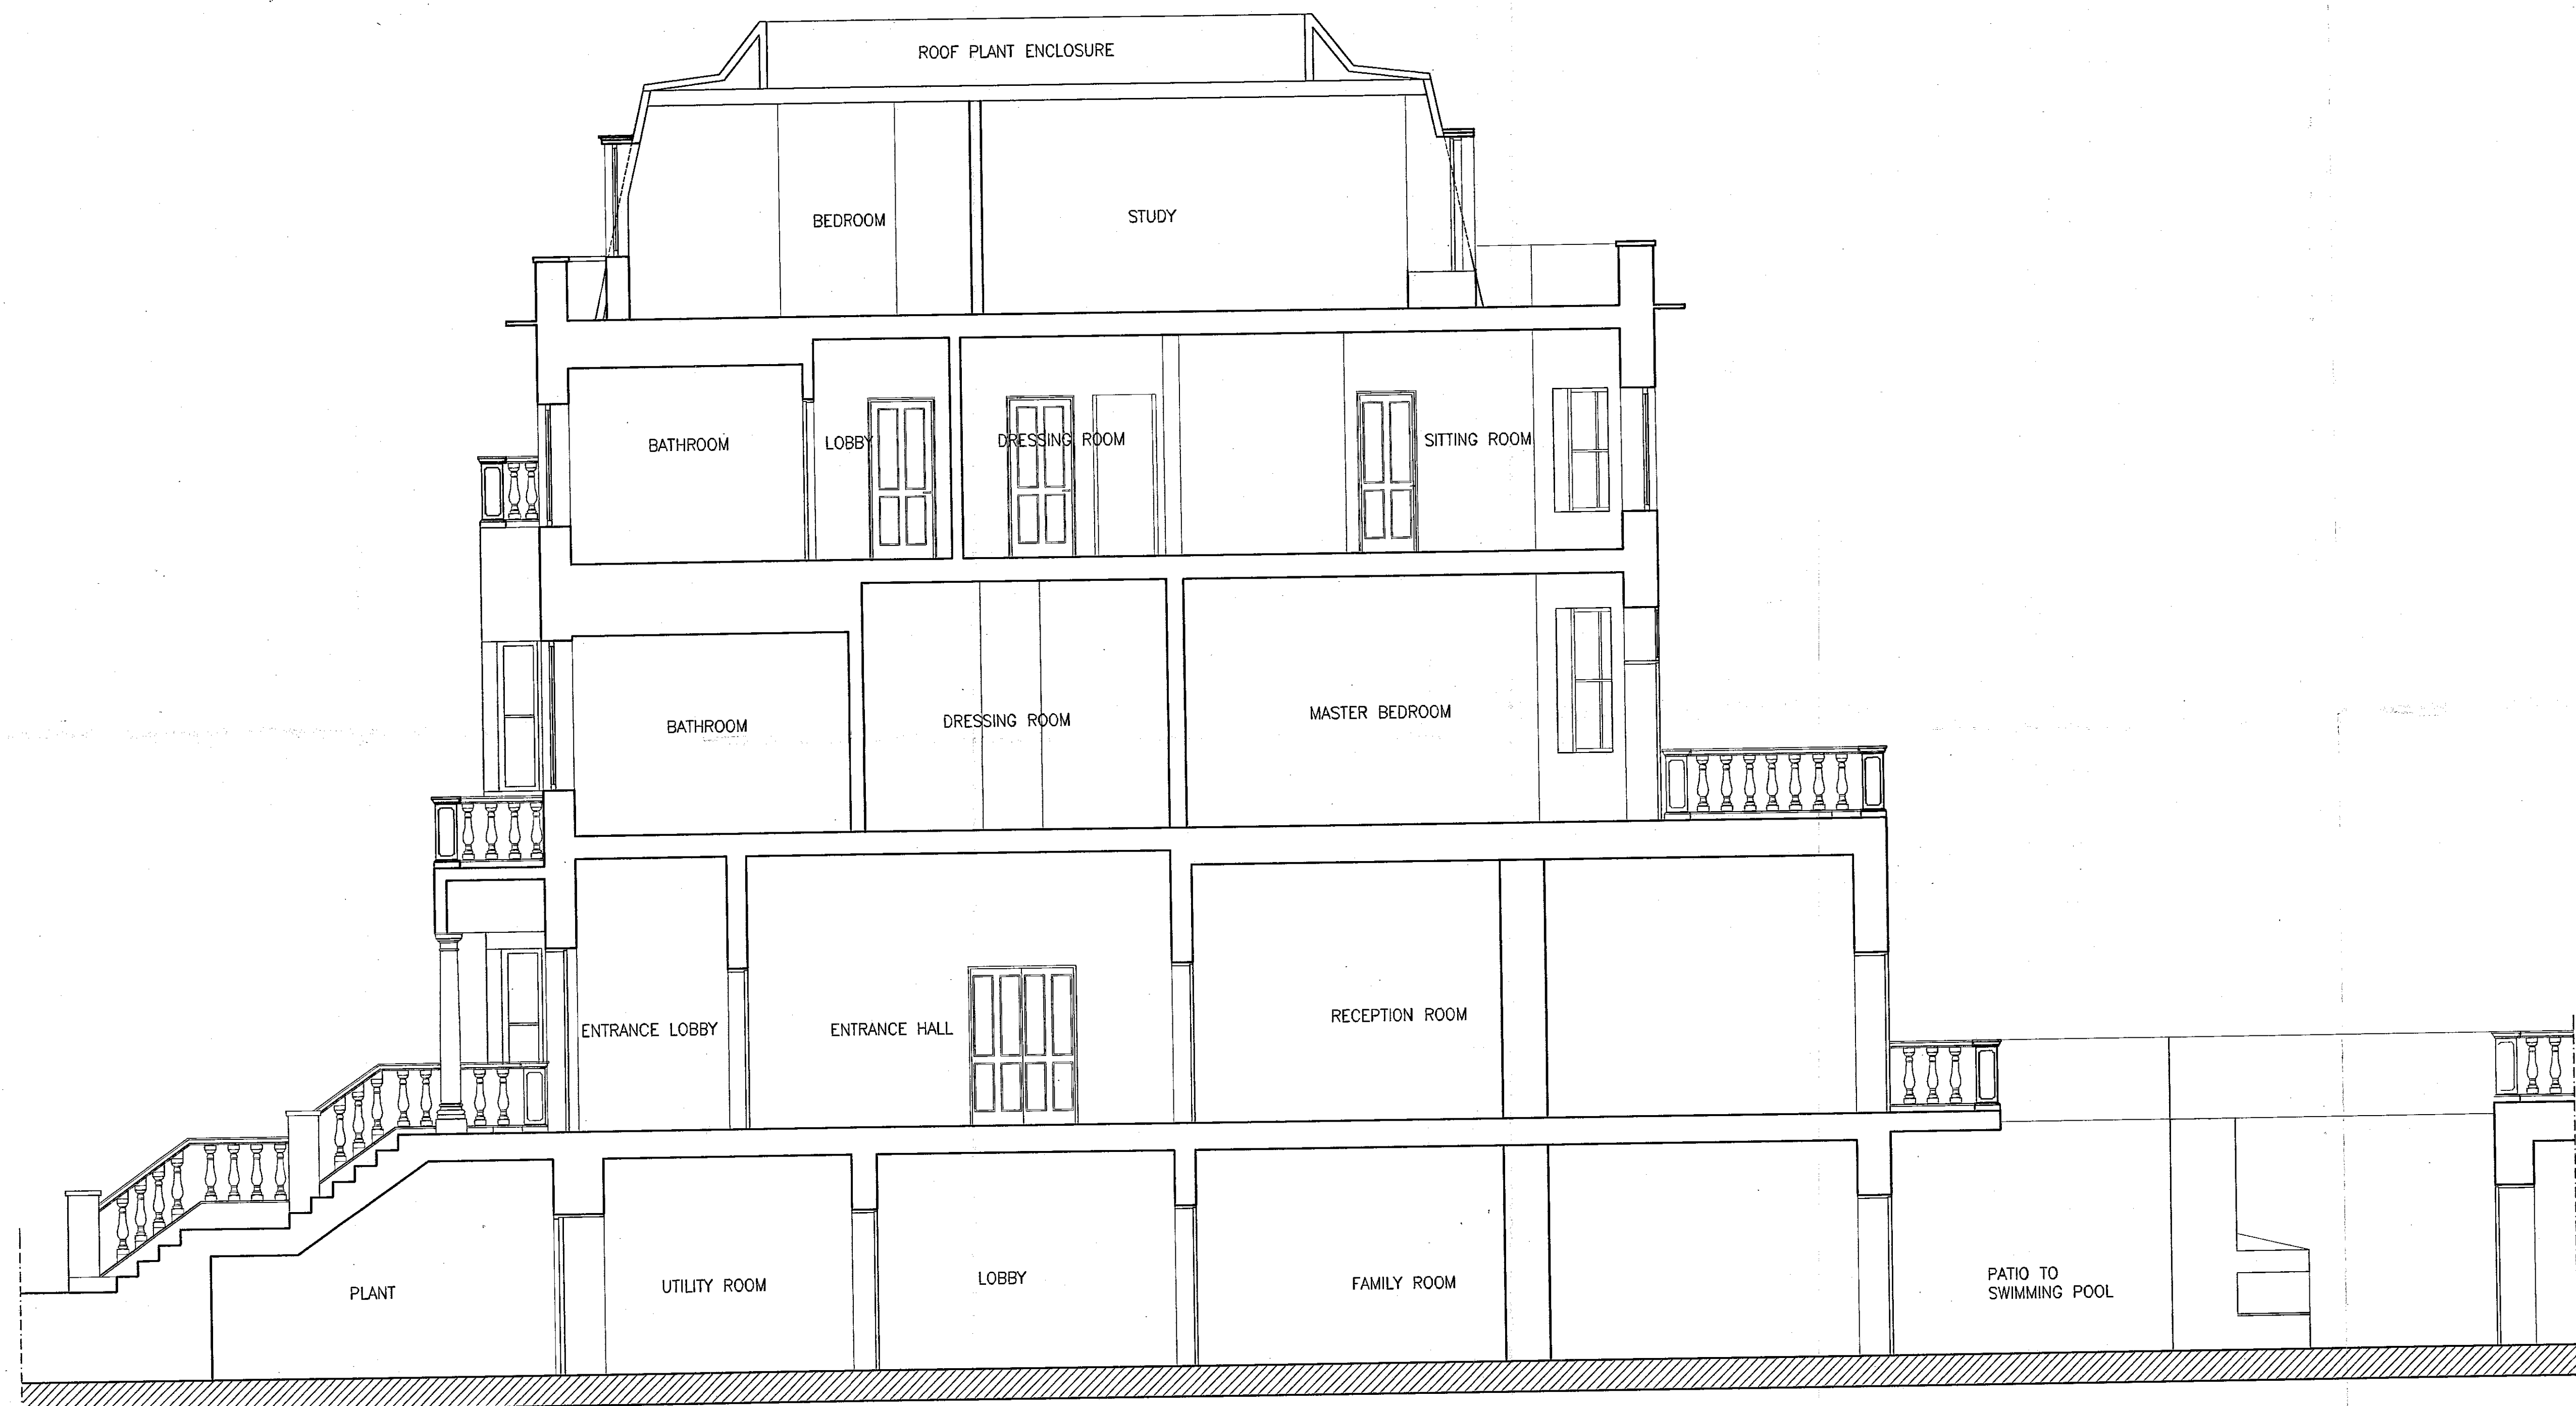 ROOF PLANT ENCLOSURE
BEDROOM
STUDY
BATHROOM
LOBBY
DRESSING ROOM
SITTING ROOM
BATHROOM
DRESSING ROOM
MASTER BEDROOM
ENTRANCE LOBBY
ENTRANCE HALL
RECEPTION ROOM
PLANT
UTILITY ROOM
LOBBY
FAMILY ROOM
PATIO TO
SWIMMING POOL